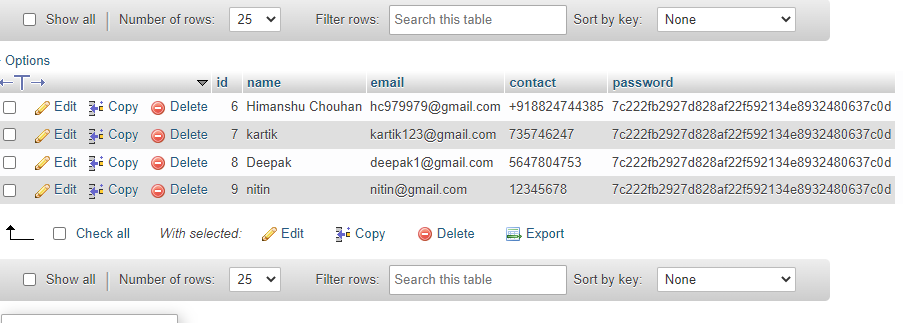 Show all Number of rows: 25 Filter rows: Search this table Sort by key: None
Options
id name email contact password
Edit Copy Delete 6 Himanshu Chouhan hc979979@gmail.com +918824744385 7c222fb2927d828af22f592134e8932480637c0d
Edit Copy Delete 7 kartik kartik123@gmail.com 735746247 7c222fb2927d828af22f592134e8932480637c0d
Edit Copy Delete 8 Deepak deepak1@gmail.com 5647804753 7c222fb2927d828af22f592134e8932480637c0d
Edit Copy Delete 9 nitin nitin@gmail.com 12345678 7c222fb2927d828af22f592134e8932480637c0d
Check all With selected: Edit Copy Delete Export
Show all Number of rows: 25 Filter rows: Search this table Sort by key: None